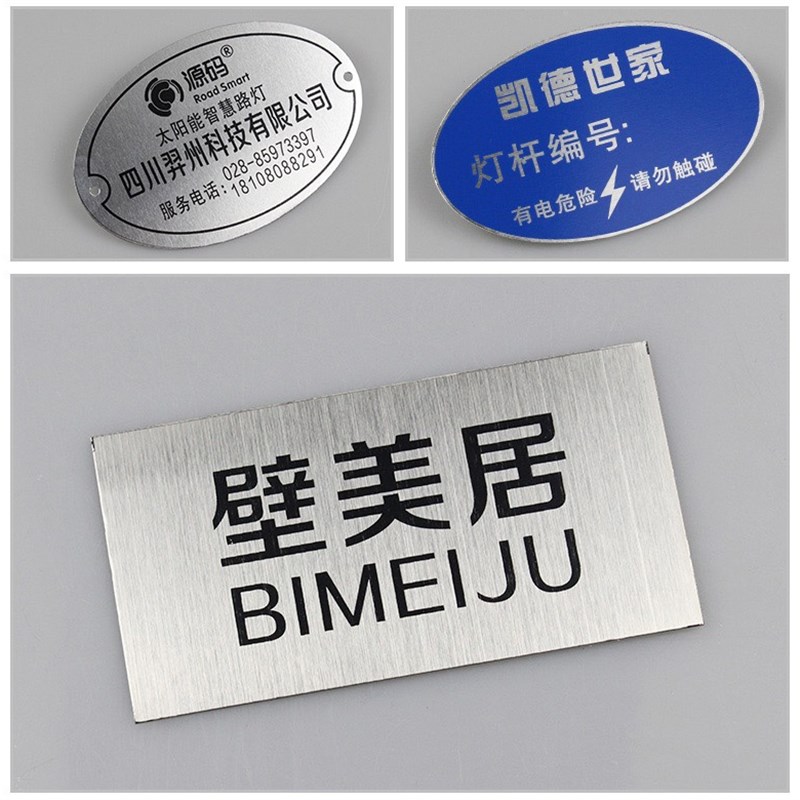 源码®
Road Smart
太阳能智慧路灯
四川羿州科技有限公司
服务电话：028-85973397
18108088291
凯德世家
灯杆编号：
有电危险 请勿触碰
壁美居
BIMEIJU